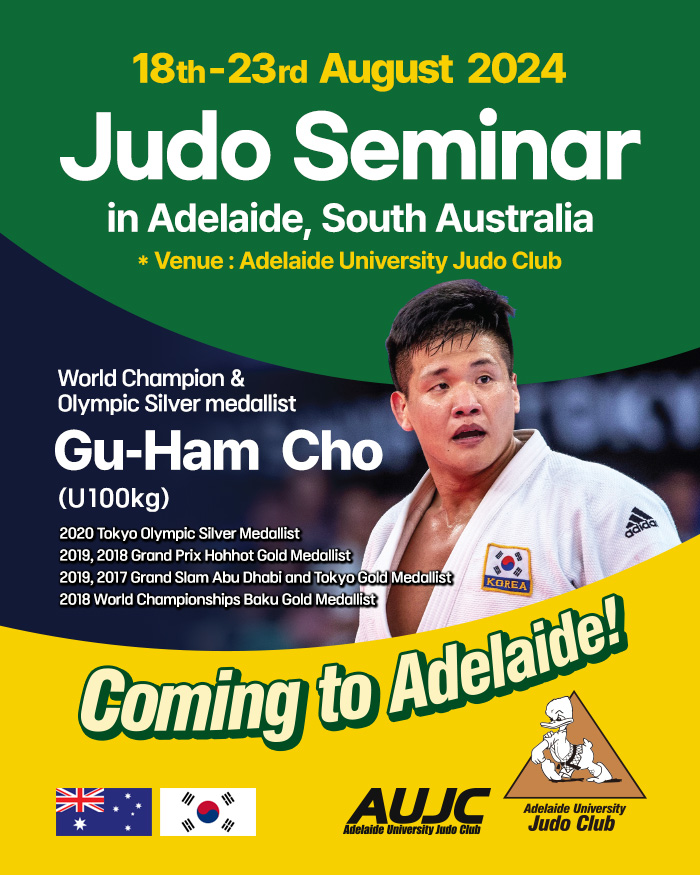 18th-23rd August 2024
Judo Seminar
in Adelaide, South Australia
* Venue : Adelaide University Judo Club
World Champion &
Olympic Silver medallist
Gu-Ham Cho
(U100kg)
2020 Tokyo Olympic Silver Medallist
2019, 2018 Grand Prix Hohhot Gold Medallist
2019, 2017 Grand Slam Abu Dhabi and Tokyo Gold Medallist
2018 World Championships Baku Gold Medallist
adidas
KOREA
Coming to Adelaide!
AUJC
Adelaide University Judo Club
Adelaide University
Judo Club